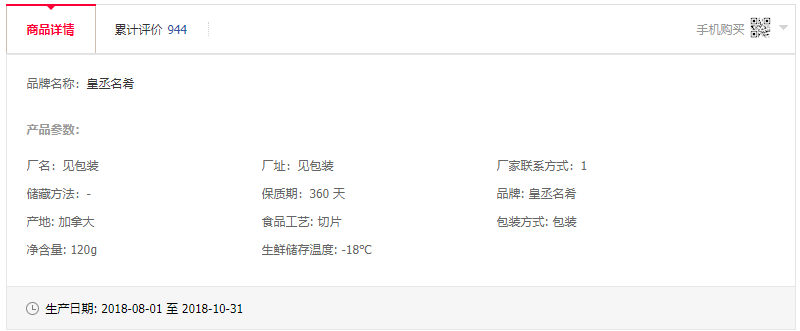 商品详情 累计评价 944 手机购买
品牌名称：皇丞名肴
产品参数：
厂名：见包装 厂址：见包装 厂家联系方式：1
储藏方法：- 保质期：360 天 品牌: 皇丞名肴
产地: 加拿大 食品工艺: 切片 包装方式: 包装
净含量: 120g 生鲜储存温度: -18℃
生产日期: 2018-08-01 至 2018-10-31